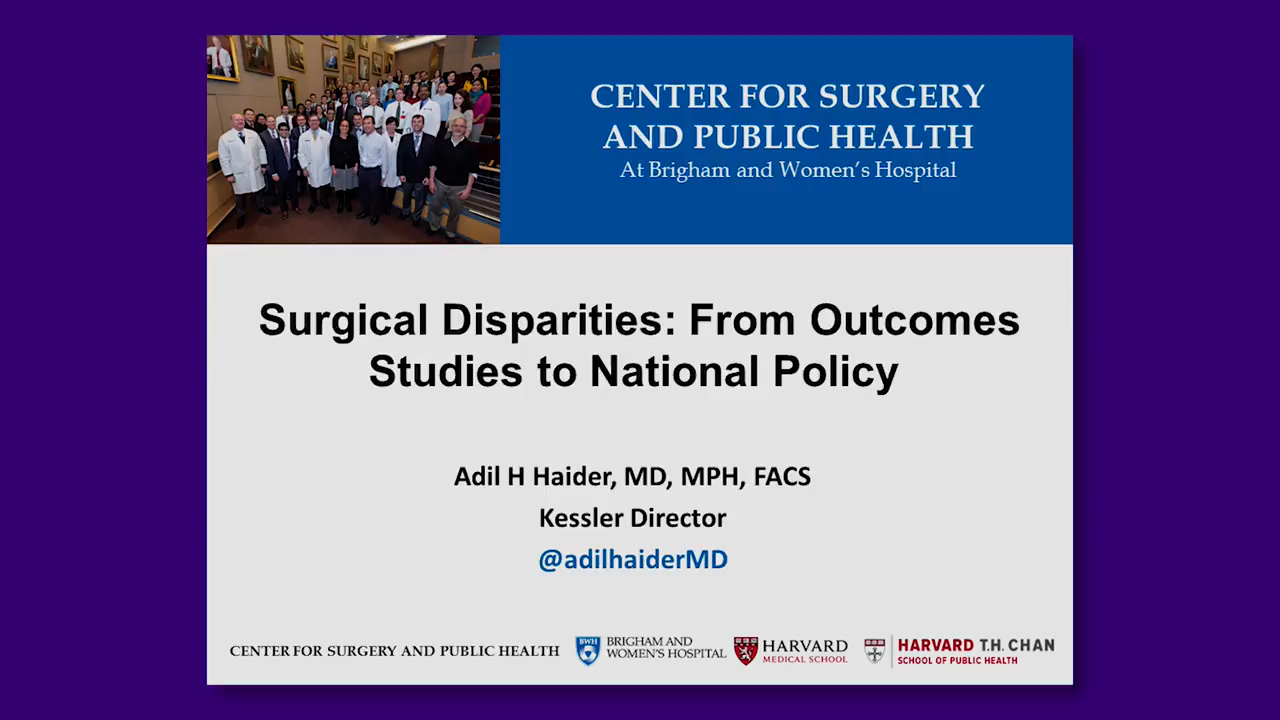 CENTER FOR SURGERY
AND PUBLIC HEALTH
At Brigham and Women's Hospital
Surgical Disparities: From Outcomes
Studies to National Policy
Adil H Haider, MD, MPH, FACS
Kessler Director
@adilhaiderMD
CENTER FOR SURGERY AND PUBLIC HEALTH
BWH
BRIGHAM AND
WOMEN'S HOSPITAL
HARVARD
MEDICAL SCHOOL
HARVARD T.H. CHAN
SCHOOL OF PUBLIC HEALTH